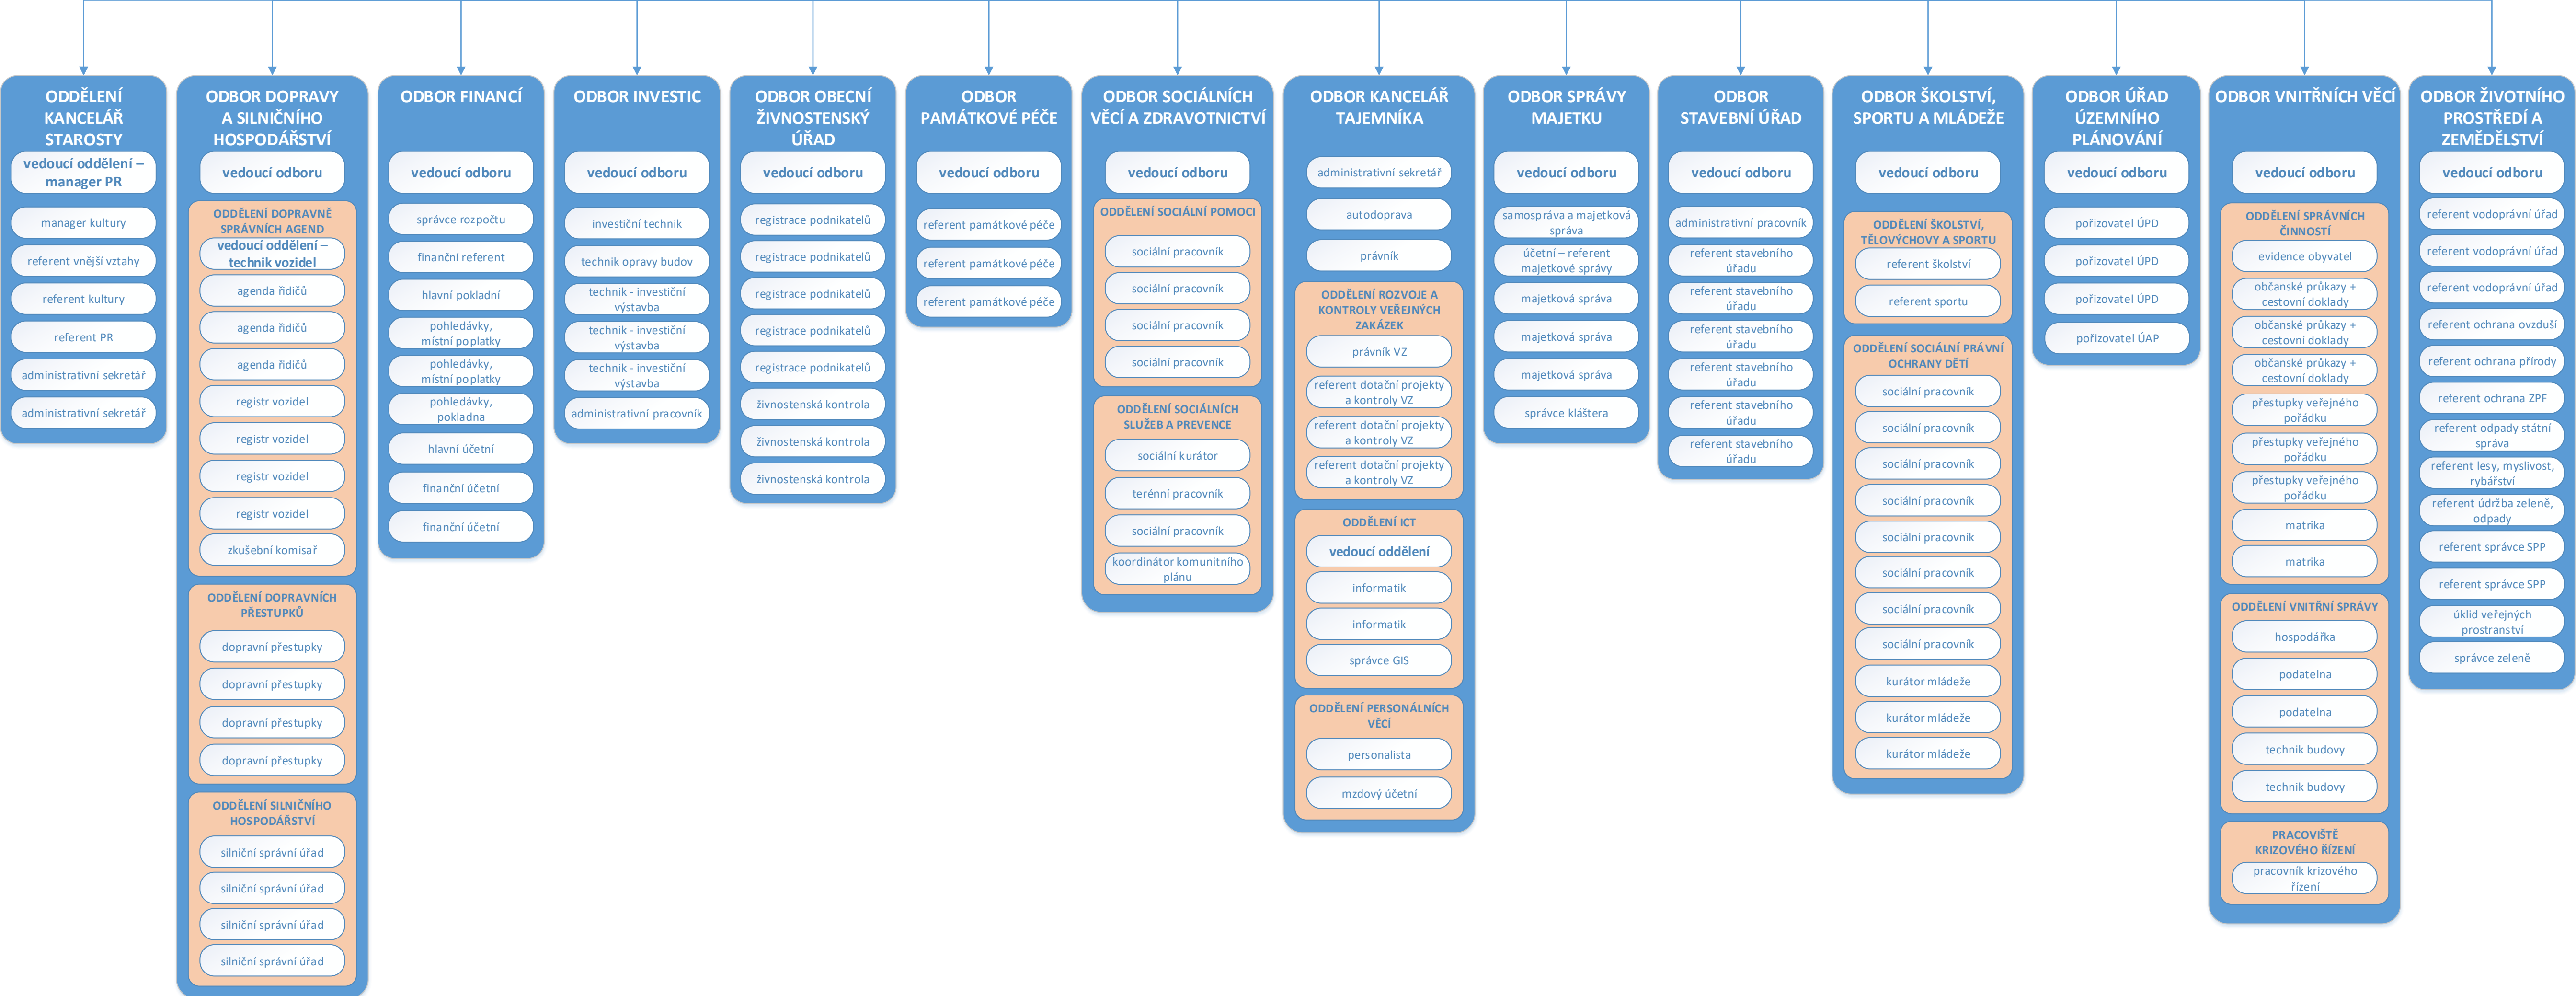 ODDĚLENÍ
KANCELÁŘ
STAROSTY
vedoucí oddělení –
manager PR
manager kultury
referent vnější vztahy
referent kultury
referent PR
administrativní sekretář
administrativní sekretář
ODBOR DOPRAVY
A SILNIČNÍHO
HOSPODÁŘSTVÍ
vedoucí odboru
ODDĚLENÍ DOPRAVNĚ
SPRÁVNÍCH AGEND
vedoucí oddělení –
technik vozidel
agenda řidičů
agenda řidičů
agenda řidičů
registr vozidel
registr vozidel
registr vozidel
registr vozidel
zkušební komisař
ODDĚLENÍ DOPRAVNÍCH
PŘESTUPKŮ
dopravní přestupky
dopravní přestupky
dopravní přestupky
dopravní přestupky
ODDĚLENÍ SILNIČNÍHO
HOSPODÁŘSTVÍ
silniční správní úřad
silniční správní úřad
silniční správní úřad
silniční správní úřad
ODBOR FINANCÍ
vedoucí odboru
správce rozpočtu
finanční referent
hlavní pokladní
pohledávky,
místní poplatky
pohledávky,
místní poplatky
pohledávky,
pokladna
hlavní účetní
finanční účetní
finanční účetní
ODBOR INVESTIC
vedoucí odboru
investiční technik
technik opravy budov
technik - investiční
výstavba
technik - investiční
výstavba
technik - investiční
výstavba
administrativní pracovník
ODBOR OBECNÍ
ŽIVNOSTENSKÝ
ÚŘAD
vedoucí odboru
registrace podnikatelů
registrace podnikatelů
registrace podnikatelů
registrace podnikatelů
registrace podnikatelů
živnostenská kontrola
živnostenská kontrola
živnostenská kontrola
ODBOR
PAMÁTKOVÉ PÉČE
vedoucí odboru
referent památkové péče
referent památkové péče
referent památkové péče
ODBOR SOCIÁLNÍCH
VĚCÍ A ZDRAVOTNICTVÍ
vedoucí odboru
ODDĚLENÍ SOCIÁLNÍ POMOCI
sociální pracovník
sociální pracovník
sociální pracovník
sociální pracovník
ODDĚLENÍ SOCIÁLNÍCH
SLUŽEB A PREVENCE
sociální kurátor
terénní pracovník
sociální pracovník
koordinátor komunitního
plánu
ODBOR KANCELÁŘ
TAJEMNÍKA
administrativní sekretář
autodoprava
právník
ODDĚLENÍ ROZVOJE A
KONTROLY VEŘEJNÝCH
ZAKÁZEK
právník VZ
referent dotační projekty
a kontroly VZ
referent dotační projekty
a kontroly VZ
referent dotační projekty
a kontroly VZ
ODDĚLENÍ ICT
vedoucí oddělení
informatik
informatik
správce GIS
ODDĚLENÍ PERSONÁLNÍCH
VĚCÍ
personalista
mzdový účetní
ODBOR SPRÁVY
MAJETKU
vedoucí odboru
samospráva a majetková
správa
účetní – referent
majetkové správy
majetková správa
majetková správa
majetková správa
správce kláštera
ODBOR
STAVEBNÍ ÚŘAD
vedoucí odboru
administrativní pracovník
referent stavebního
úřadu
referent stavebního
úřadu
referent stavebního
úřadu
referent stavebního
úřadu
referent stavebního
úřadu
referent stavebního
úřadu
ODBOR ŠKOLSTVÍ,
SPORTU A MLÁDEŽE
vedoucí odboru
ODDĚLENÍ ŠKOLSTVÍ,
TĚLOVÝCHOVY A SPORTU
referent školství
referent sportu
ODDĚLENÍ SOCIÁLNÍ PRÁVNÍ
OCHRANY DĚTÍ
sociální pracovník
sociální pracovník
sociální pracovník
sociální pracovník
sociální pracovník
sociální pracovník
sociální pracovník
sociální pracovník
kurátor mládeže
kurátor mládeže
kurátor mládeže
ODBOR ÚŘAD
ÚZEMNÍHO
PLÁNOVÁNÍ
vedoucí odboru
pořizovatel ÚPD
pořizovatel ÚPD
pořizovatel ÚPD
pořizovatel ÚAP
ODBOR VNITŘNÍCH VĚCÍ
vedoucí odboru
ODDĚLENÍ SPRÁVNÍCH
ČINNOSTÍ
evidence obyvatel
občanské průkazy +
cestovní doklady
občanské průkazy +
cestovní doklady
občanské průkazy +
cestovní doklady
přestupky veřejného
pořádku
přestupky veřejného
pořádku
přestupky veřejného
pořádku
matrika
matrika
ODDĚLENÍ VNITŘNÍ SPRÁVY
hospodářka
podatelna
podatelna
technik budovy
technik budovy
PRACOVIŠTĚ
KRIZOVÉHO ŘÍZENÍ
pracovník krizového
řízení
ODBOR ŽIVOTNÍHO
PROSTŘEDÍ A
ZEMĚDĚLSTVÍ
vedoucí odboru
referent vodoprávní úřad
referent vodoprávní úřad
referent vodoprávní úřad
referent ochrana ovzduší
referent ochrana přírody
referent ochrana ZPF
referent odpady státní
správa
referent lesy, myslivost,
rybářství
referent údržba zeleně,
odpady
referent správce SPP
referent správce SPP
úklid veřejných
prostranství
správce zeleně